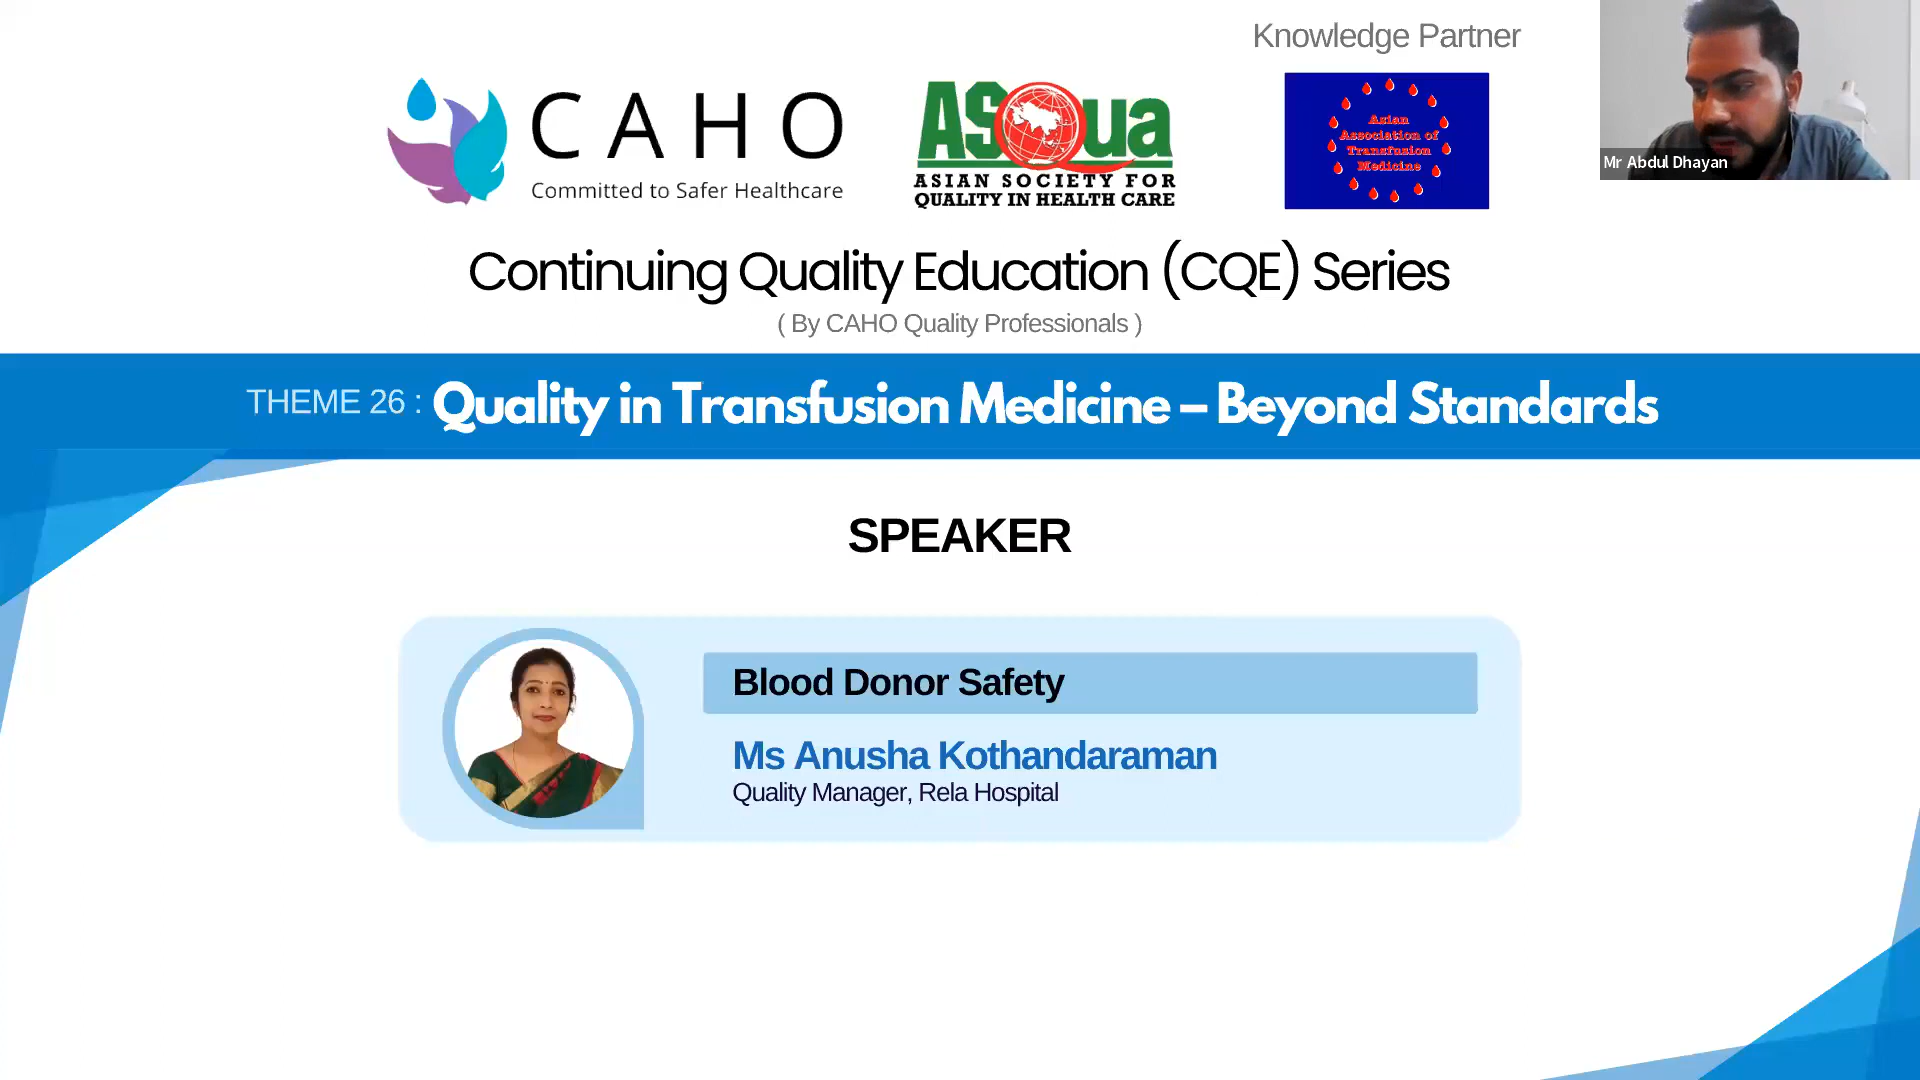 Knowledge Partner
CAHO
Committed to Safer Healthcare
ASQua
ASIAN SOCIETY FOR
QUALITY IN HEALTH CARE
Asian
Association of
Transfusion
Medicine
Mr Abdul Dhayan
Continuing Quality Education (CQE) Series
( By CAHO Quality Professionals )
THEME 26 : Quality in Transfusion Medicine – Beyond Standards
SPEAKER
Blood Donor Safety
Ms Anusha Kothandaraman
Quality Manager, Rela Hospital